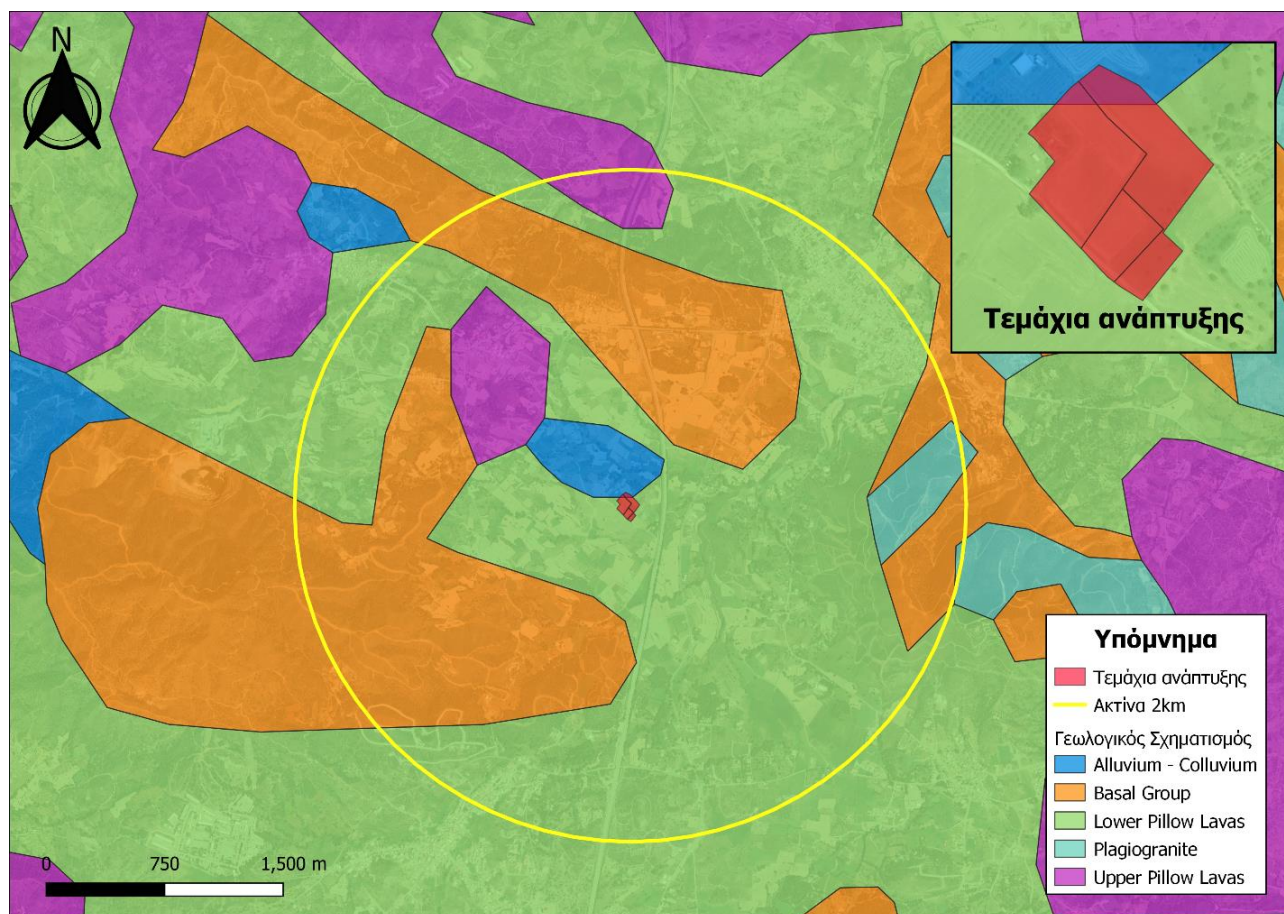 N
Τεμάχια ανάπτυξης
Υπόμνημα
Τεμάχια ανάπτυξης
Ακτίνα 2km
Γεωλογικός Σχηματισμός
Alluvium - Colluvium
Basal Group
Lower Pillow Lavas
Plagiogranite
Upper Pillow Lavas
0 750 1,500 m